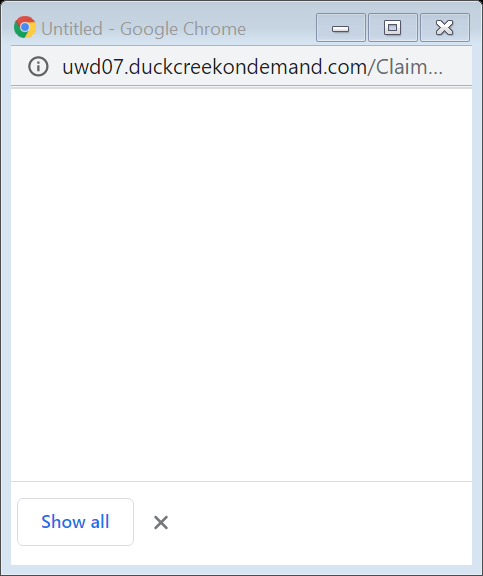 Untitled - Google Chrome
uwd07.duckcreekondemand.com/Claim...
Show all